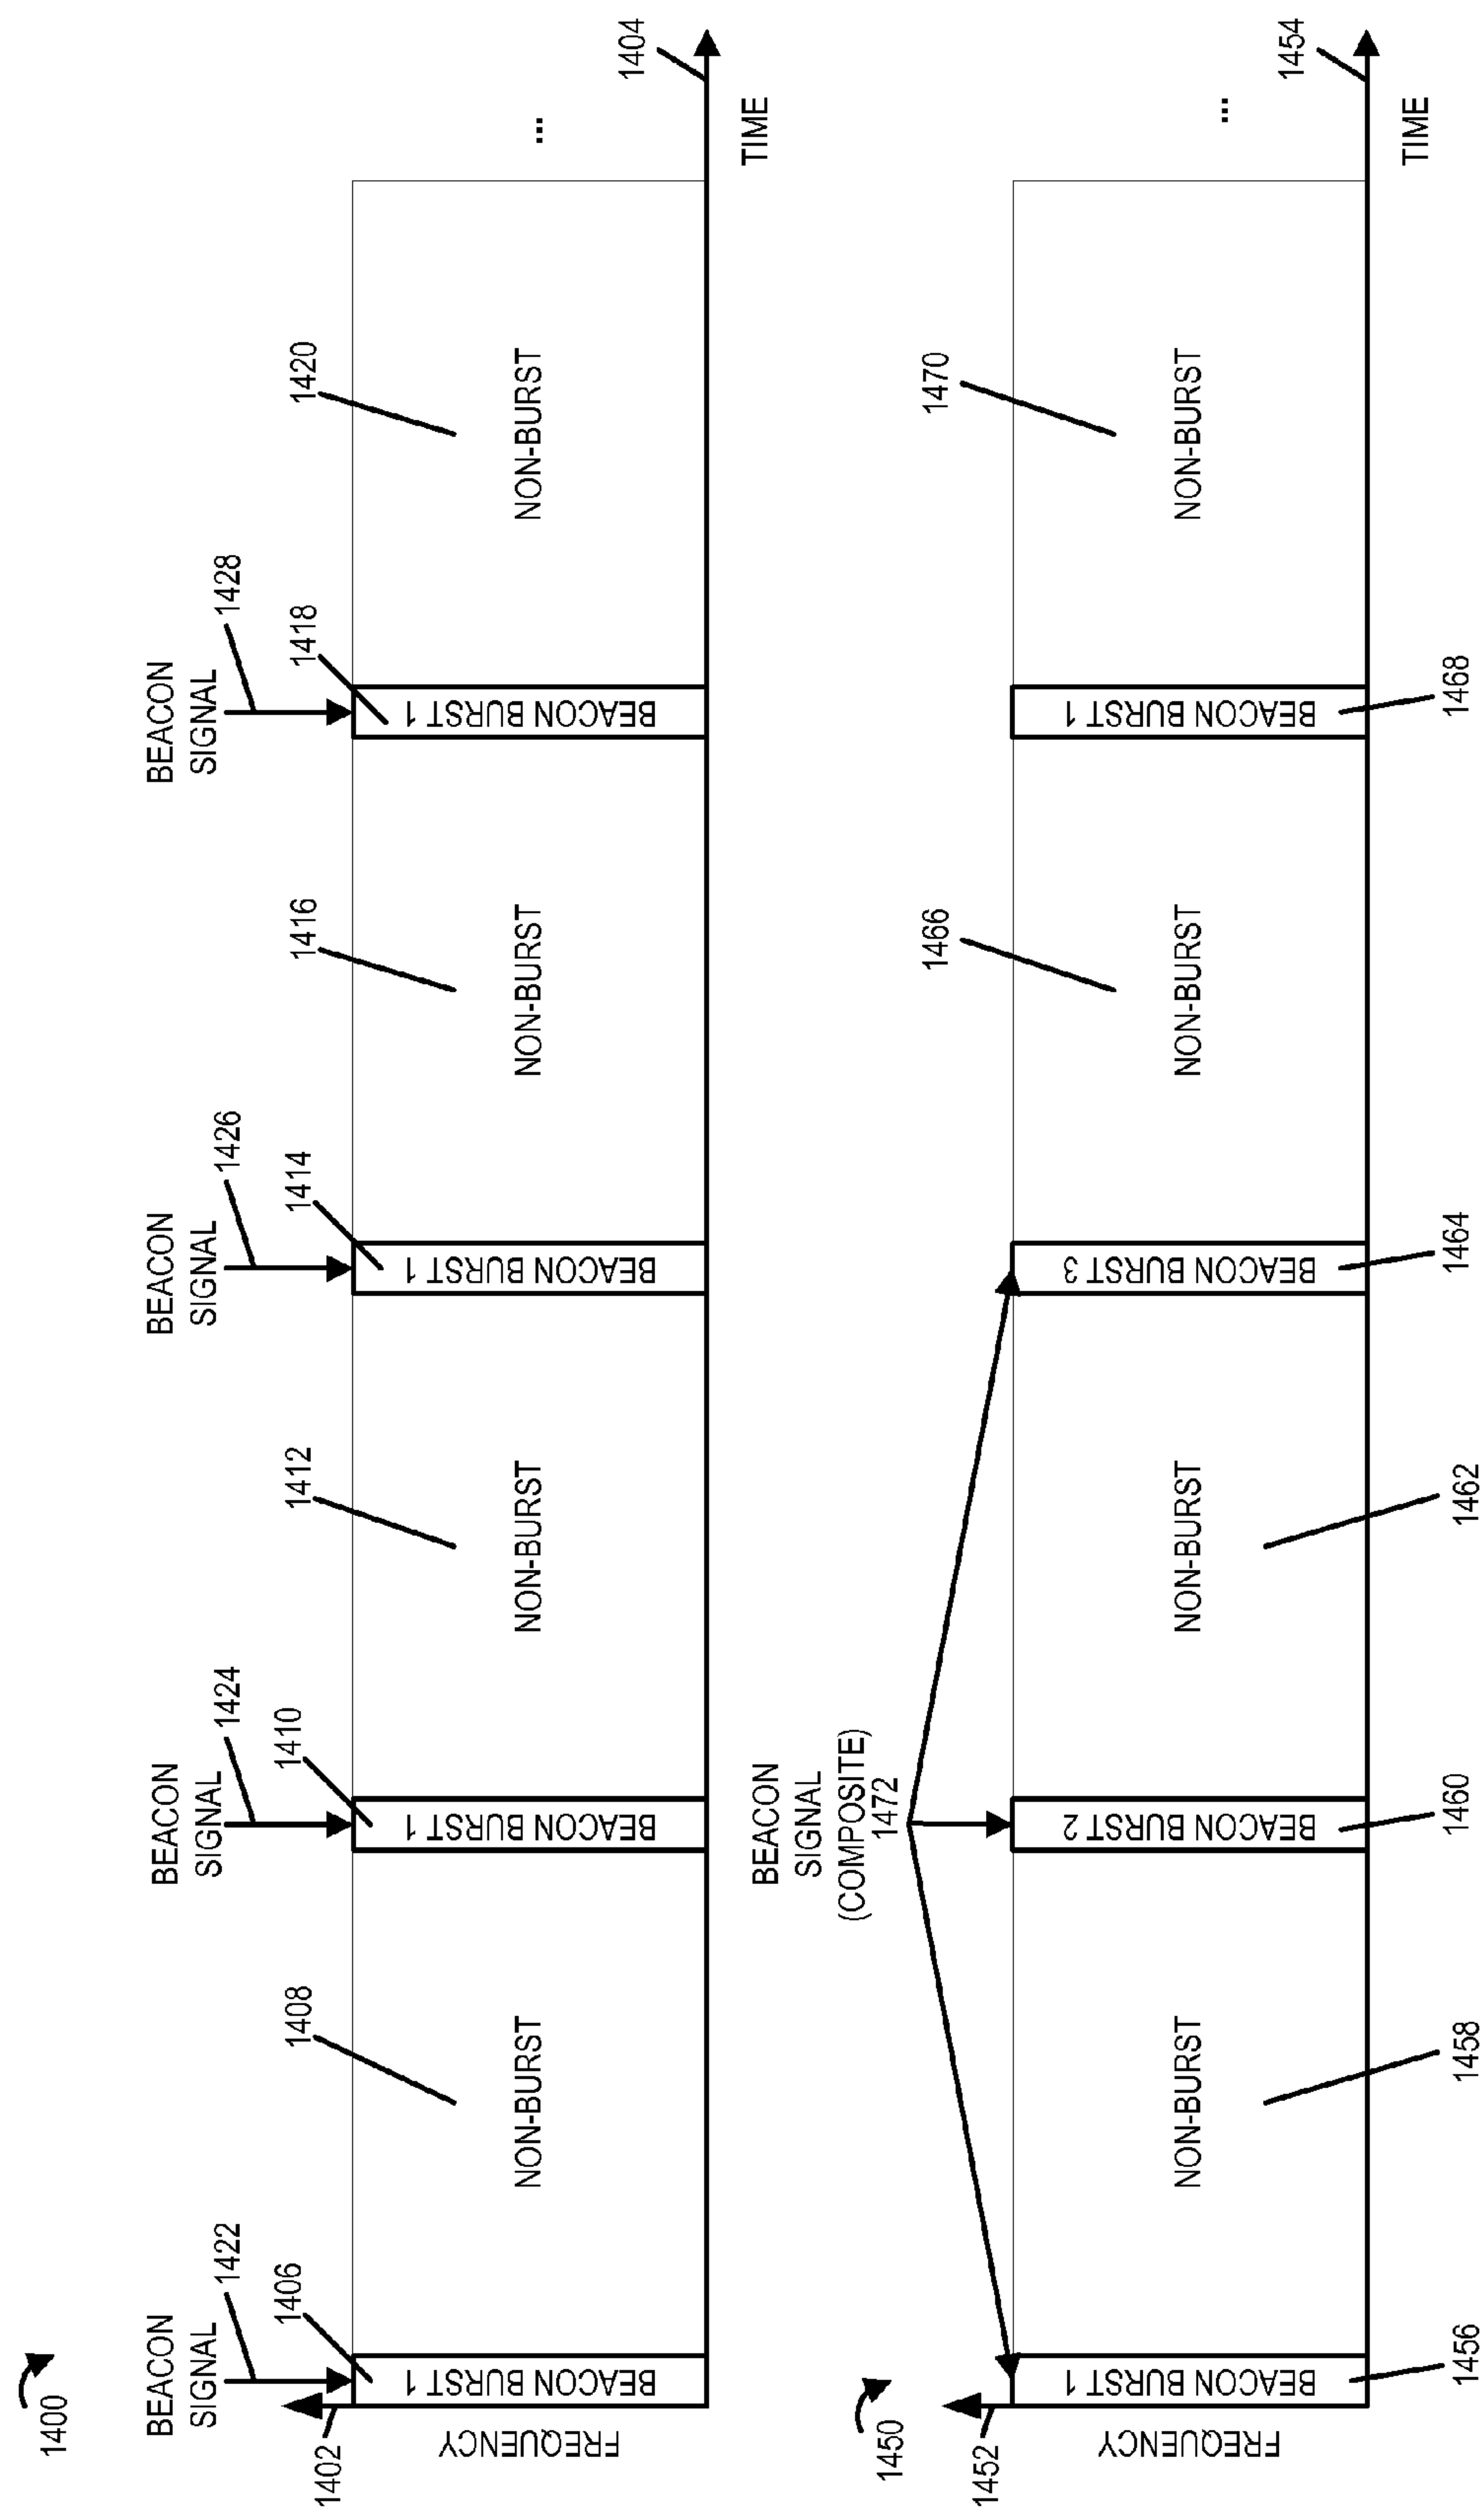 1400
BEACON
SIGNAL
1422
BEACON
SIGNAL
1424
BEACON
SIGNAL
1426
BEACON
SIGNAL
1428
1402
1406
1408
1410
1412
1414
1416
1418
1420
1404
FREQUENCY
BEACON BURST 1
NON-BURST
BEACON BURST 1
NON-BURST
BEACON BURST 1
NON-BURST
BEACON BURST 1
NON-BURST
...
TIME
1450
BEACON
SIGNAL
(COMPOSITE)
1472
1452
1466
1470
1454
FREQUENCY
BEACON BURST 1
NON-BURST
BEACON BURST 2
NON-BURST
BEACON BURST 3
NON-BURST
BEACON BURST 1
NON-BURST
...
TIME
1456
1458
1460
1462
1464
1468